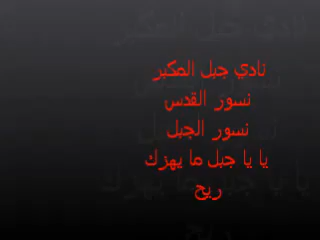 نادي جبل المكبر
نسور القدس
نسور الجبل
يا يا جبل ما يهزك
ريح